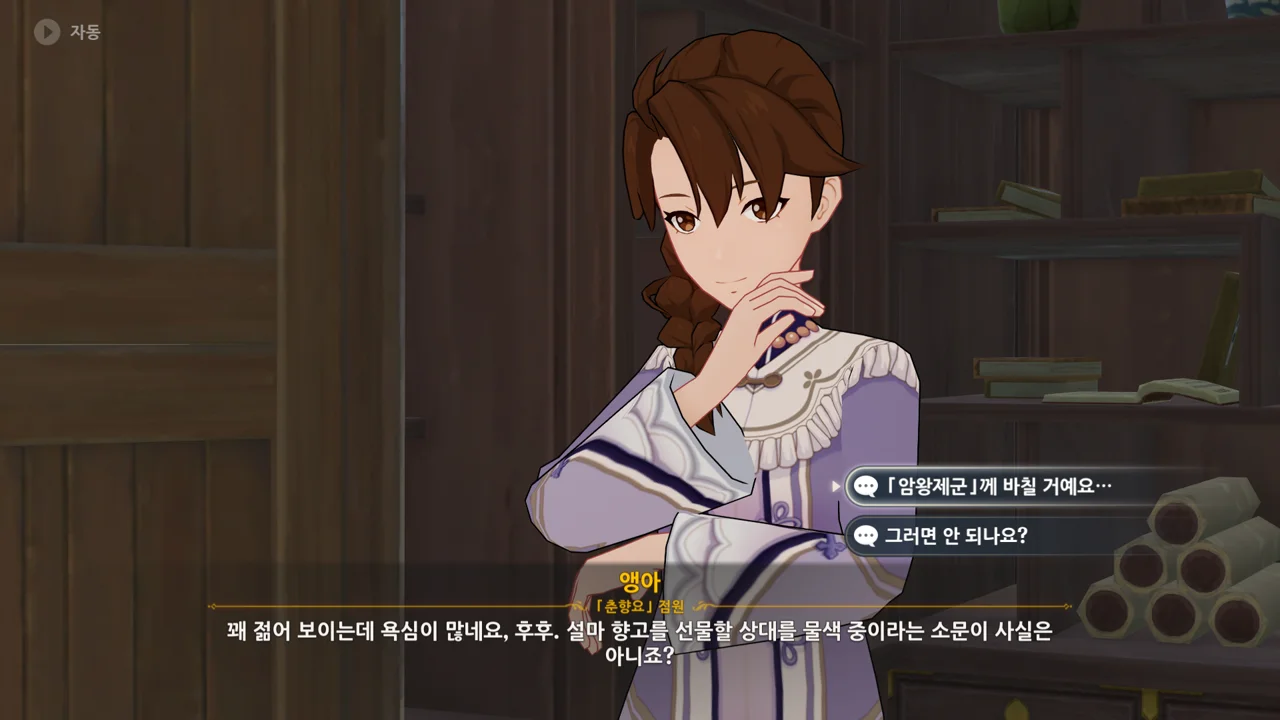 자동
「암왕제군」께 바칠 거예요…
그러면 안 되나요?
앵아
「춘향요」 점원
꽤 젊어 보이는데 욕심이 많네요, 후후. 설마 향고를 선물할 상대를 물색 중이라는 소문이 사실은
아니죠?